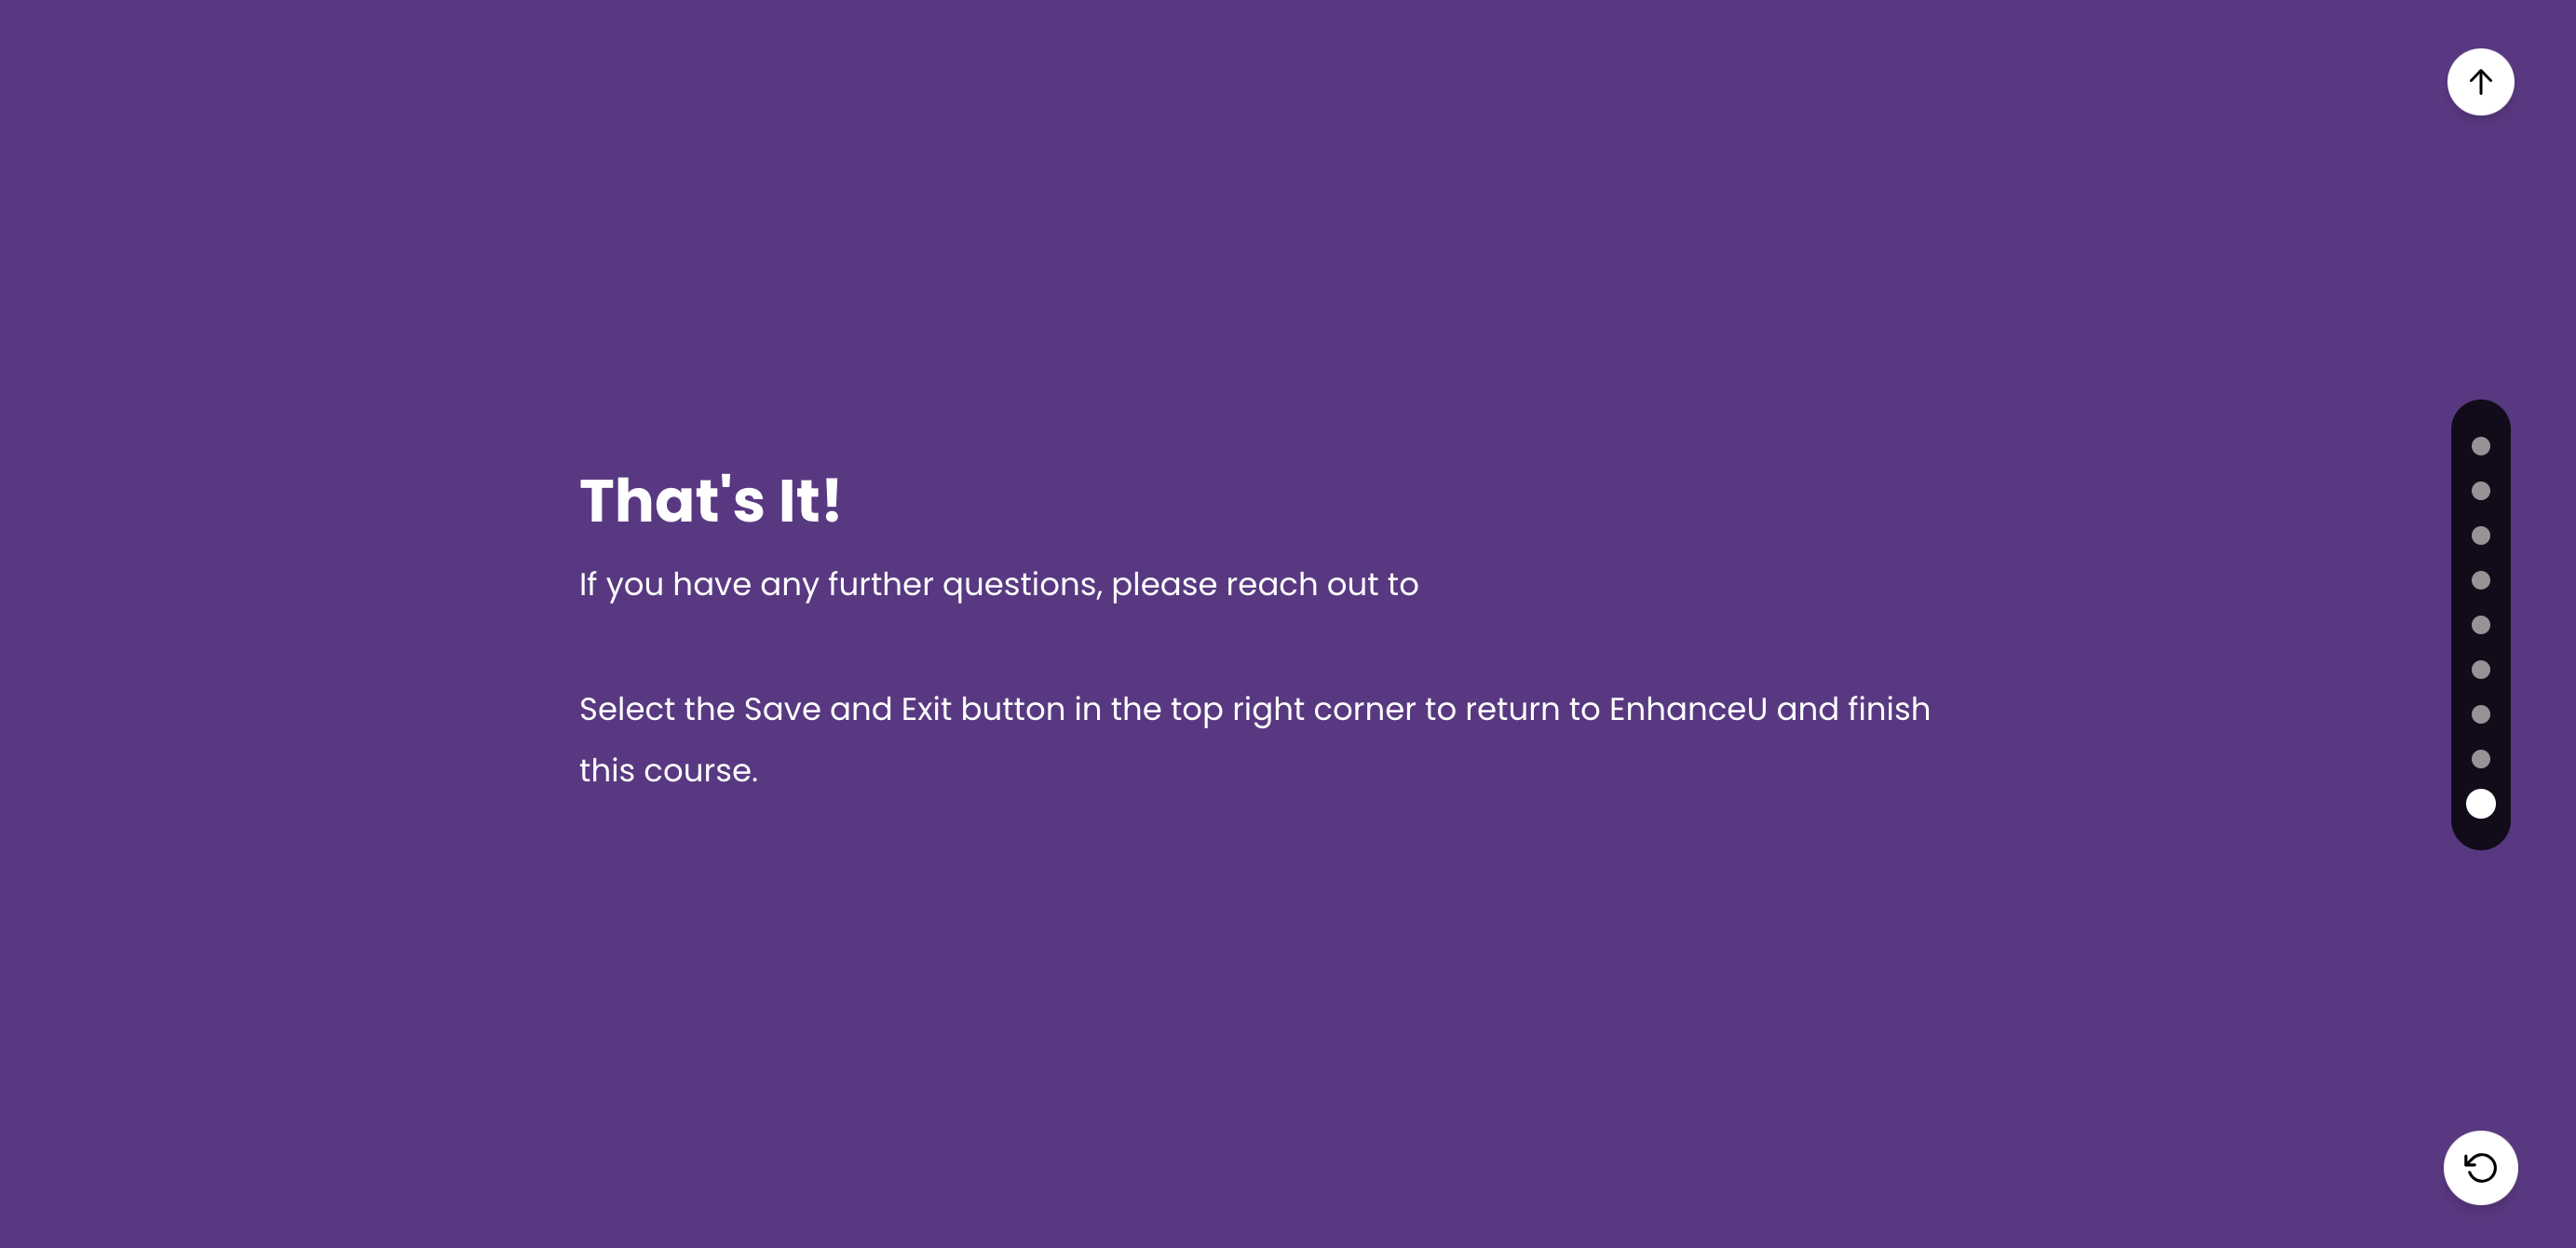 That's It!
If you have any further questions, please reach out to
Select the Save and Exit button in the top right corner to return to EnhanceU and finish
this course.